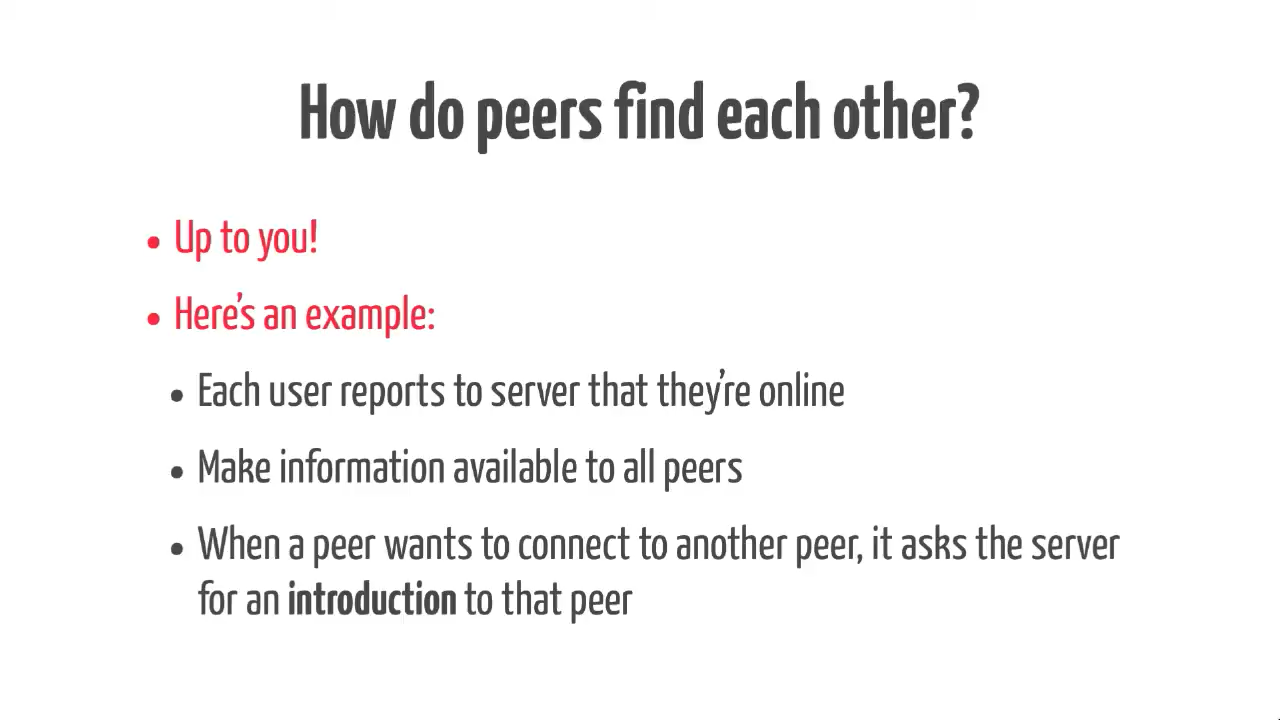 How do peers find each other?
• Up to you!
• Here's an example:
• Each user reports to server that they're online
• Make information available to all peers
• When a peer wants to connect to another peer, it asks the server
for an introduction to that peer